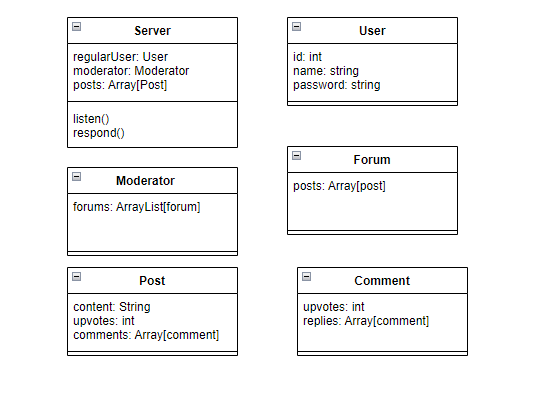 Server
regularUser: User
moderator: Moderator
posts: Array[Post]
listen()
respond()
User
id: int
name: string
password: string
Moderator
forums: ArrayList[forum]
Forum
posts: Array[post]
Post
content: String
upvotes: int
comments: Array[comment]
Comment
upvotes: int
replies: Array[comment]